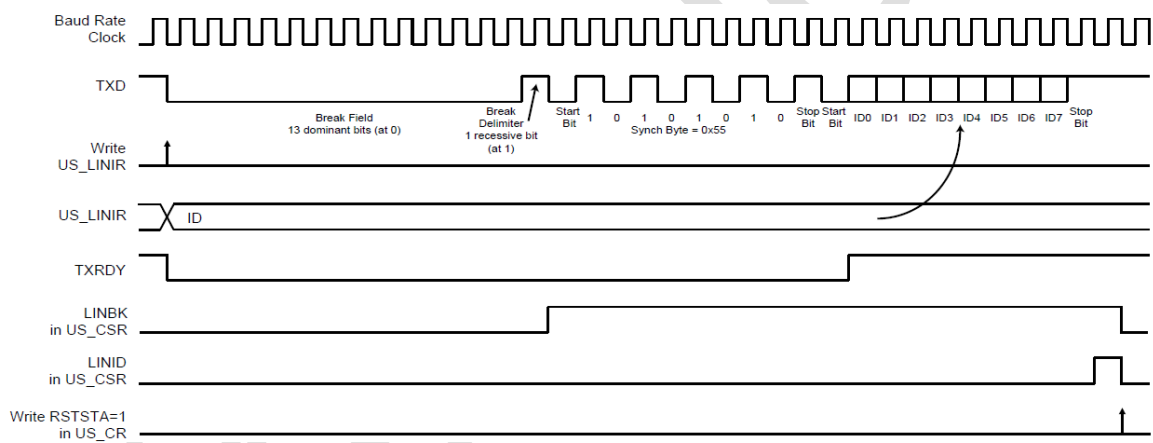 Baud Rate
Clock
TXD
Break Field
13 dominant bits (at 0)
Break
Delimiter
1 recessive bit
(at 1)
Start
Bit
1 0 1 0 1 0 1 0
Synch Byte = 0x55
Stop
Bit
Start
Bit
ID0 ID1 ID2 ID3 ID4 ID5 ID6 ID7
Stop
Bit
Write
US_LINIR
US_LINIR
ID
TXRDY
LINBK
in US_CSR
LINID
in US_CSR
Write RSTSTA=1
in US_CR